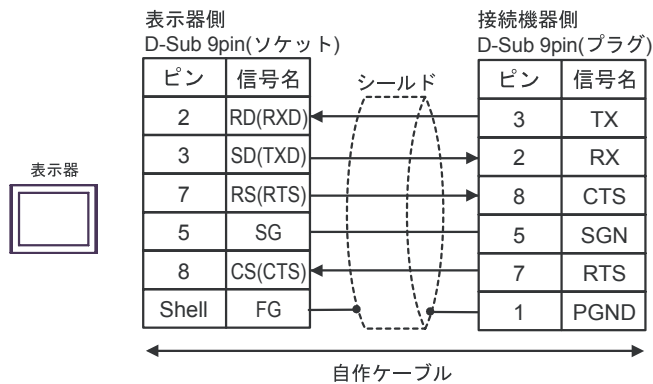 表示器側
D-Sub 9pin(ソケット)
接続機器側
D-Sub 9pin(プラグ)
ピン 信号名
シールド
ピン 信号名
2 RD(RXD) 3 TX
3 SD(TXD) 2 RX
表示器
7 RS(RTS) 8 CTS
5 SG 5 SGN
8 CS(CTS) 7 RTS
Shell FG 1 PGND
自作ケーブル